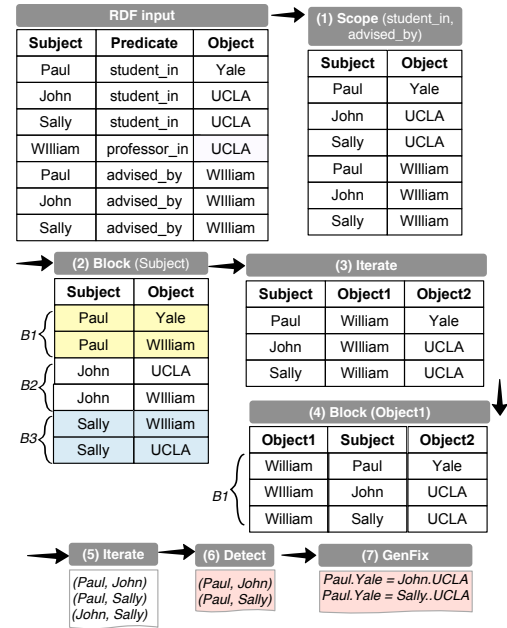 RDF input
Subject Predicate Object
Paul student_in Yale
John student_in UCLA
Sally student_in UCLA
WIlliam professor_in UCLA
Paul advised_by WIlliam
John advised_by WIlliam
Sally advised_by WIlliam
(1) Scope (student_in,
advised_by)
Subject Object
Paul Yale
John UCLA
Sally UCLA
Paul WIlliam
John WIlliam
Sally WIlliam
(2) Block (Subject)
Subject Object
B1
Paul Yale
Paul WIlliam
B2
John UCLA
John WIlliam
B3
Sally WIlliam
Sally UCLA
(3) Iterate
Subject Object1 Object2
Paul William Yale
John WIlliam UCLA
Sally William UCLA
(4) Block (Object1)
Object1 Subject Object2
B1
William Paul Yale
WIlliam John UCLA
William Sally UCLA
(5) Iterate
(Paul, John)
(Paul, Sally)
(John, Sally)
(6) Detect
(Paul, John)
(Paul, Sally)
(7) GenFix
Paul.Yale = John.UCLA
Paul.Yale = Sally..UCLA